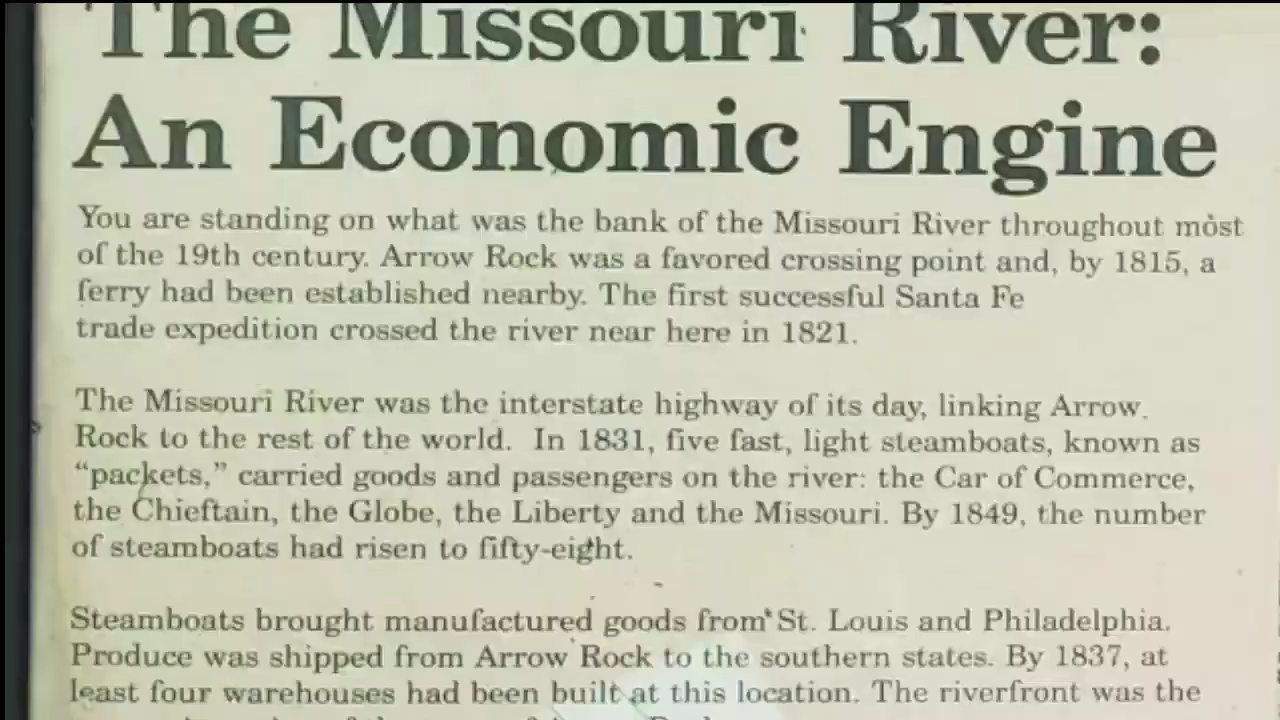 The Missouri River:
An Economic Engine
You are standing on what was the bank of the Missouri River throughout most
of the 19th century. Arrow Rock was a favored crossing point and, by 1815, a
ferry had been established nearby. The first successful Santa Fe
trade expedition crossed the river near here in 1821.
The Missouri River was the interstate highway of its day, linking Arrow
Rock to the rest of the world. In 1831, five fast, light steamboats, known as
“packets,” carried goods and passengers on the river: the Car of Commerce,
the Chieftain, the Globe, the Liberty and the Missouri. By 1849, the number
of steamboats had risen to fifty-eight.
Steamboats brought manufactured goods from St. Louis and Philadelphia.
Produce was shipped from Arrow Rock to the southern states. By 1837, at
least four warehouses had been built at this location. The riverfront was the